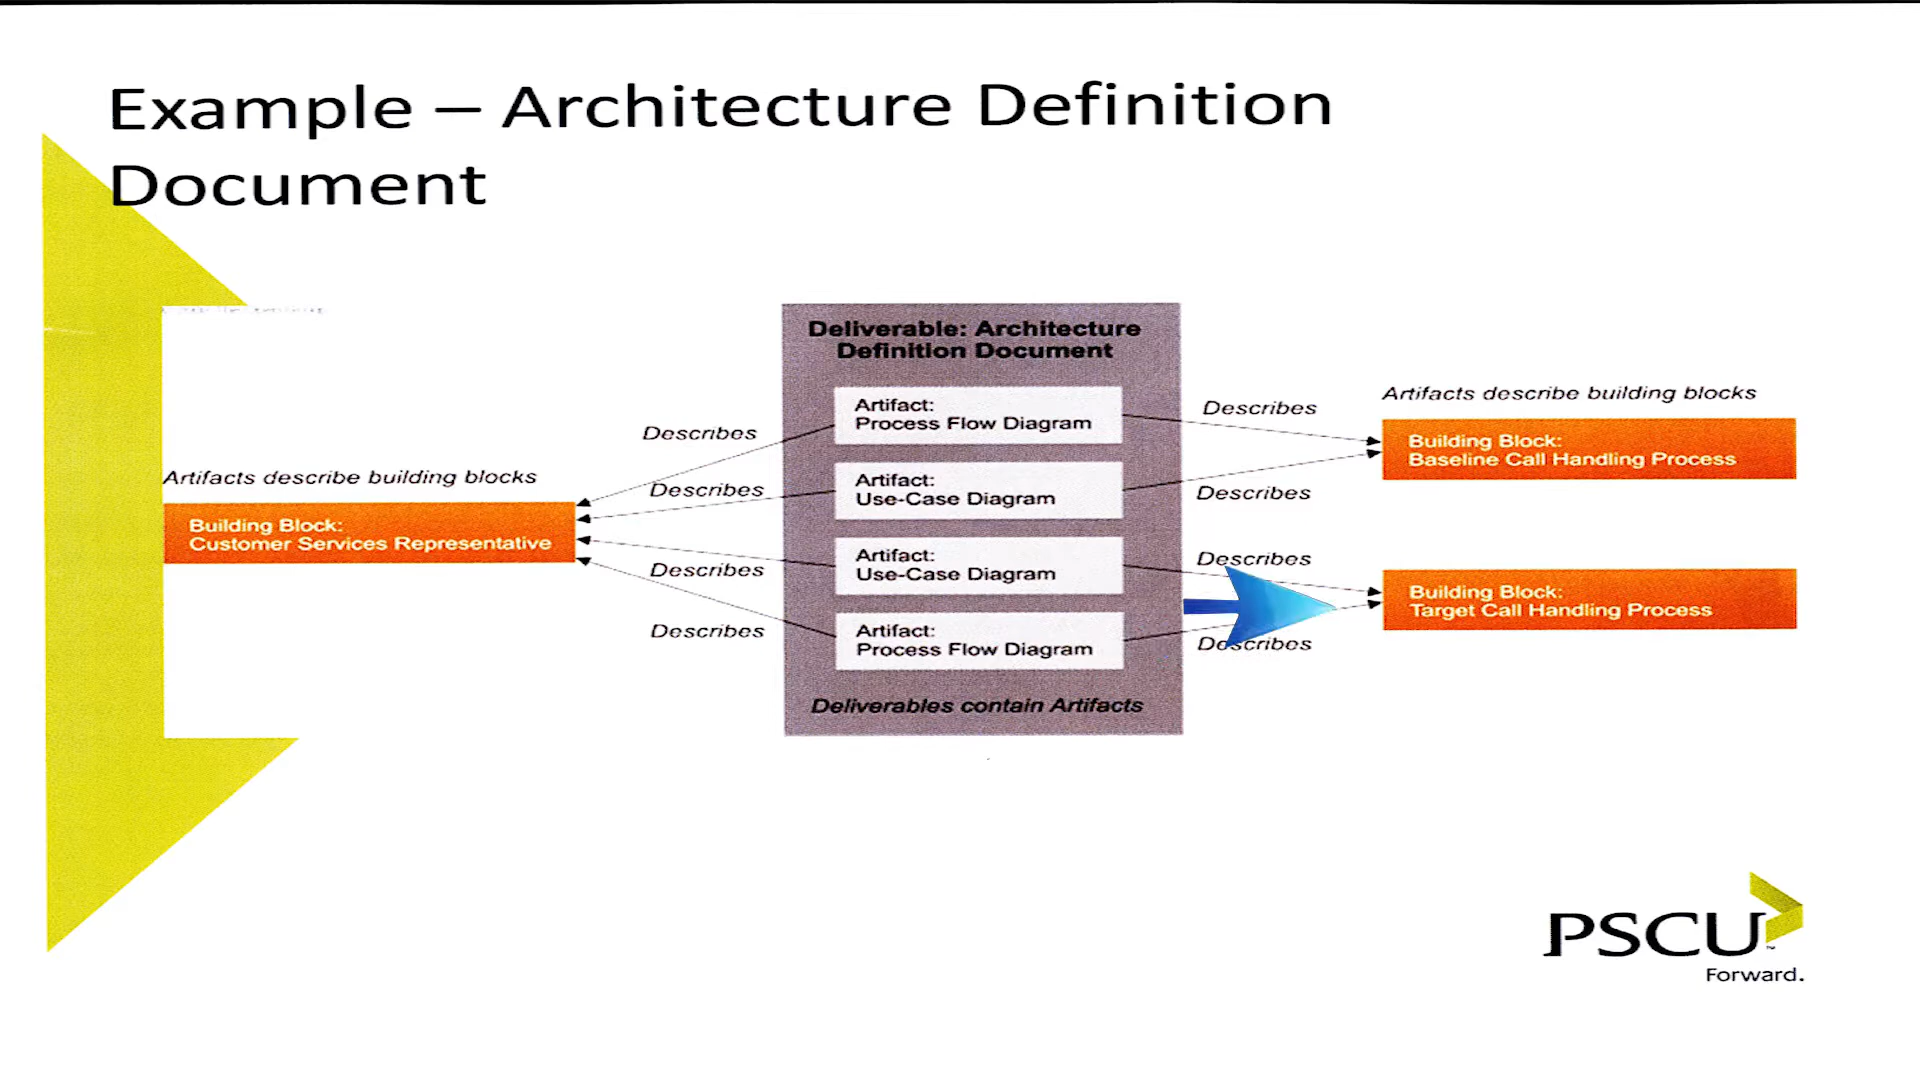 Example – Architecture Definition
Document
Deliverable: Architecture
Definition Document
Artifact:
Process Flow Diagram
Artifact:
Use-Case Diagram
Artifact:
Use-Case Diagram
Artifact:
Process Flow Diagram
Deliverables contain Artifacts
Describes
Describes
Describes
Describes
Artifacts describe building blocks
Building Block:
Customer Services Representative
Describes
Describes
Describes
Describes
Artifacts describe building blocks
Building Block:
Baseline Call Handling Process
Building Block:
Target Call Handling Process
PSCU™
Forward.